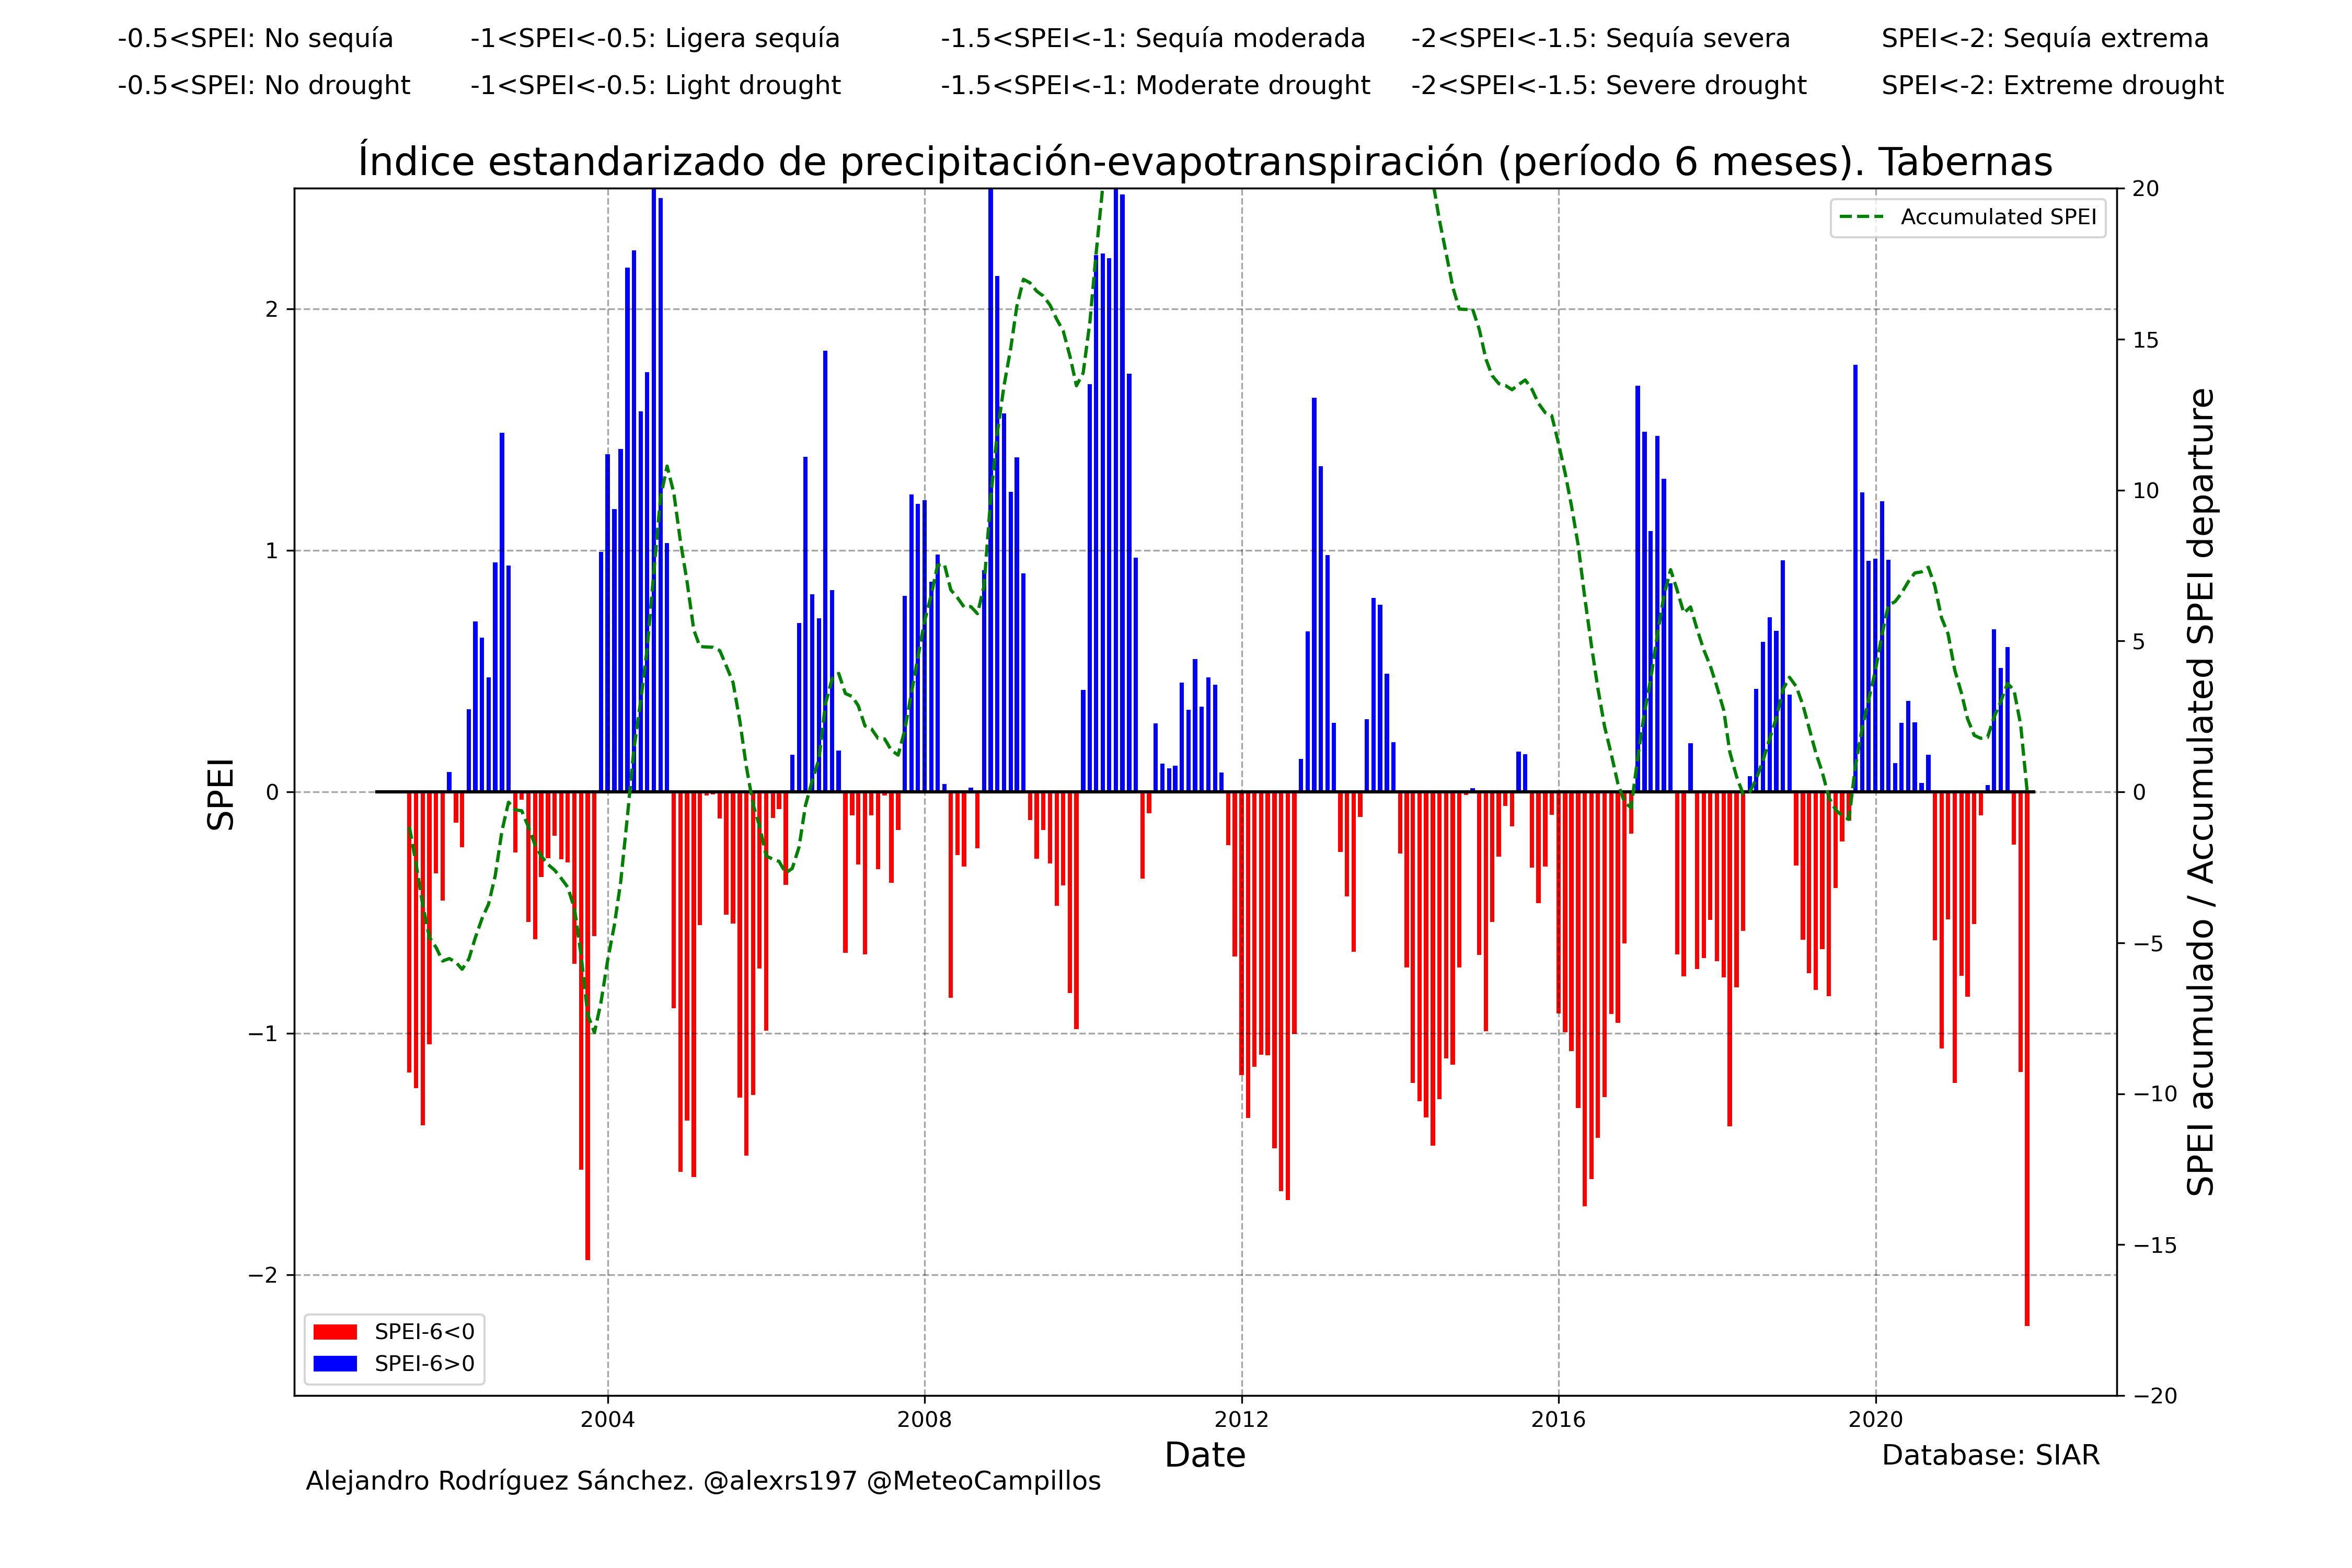 -0.5<SPEI: No sequía -1<SPEI<-0.5: Ligera sequía -1.5<SPEI<-1: Sequía moderada -2<SPEI<-1.5: Sequía severa SPEI<-2: Sequía extrema
-0.5<SPEI: No drought -1<SPEI<-0.5: Light drought -1.5<SPEI<-1: Moderate drought -2<SPEI<-1.5: Severe drought SPEI<-2: Extreme drought
Índice estandarizado de precipitación-evapotranspiración (período 6 meses). Tabernas
Accumulated SPEI
SPEI
2
1
0
−1
−2
20
15
10
5
0
−5
−10
−15
−20
SPEI acumulado / Accumulated SPEI departure
SPEI-6<0
SPEI-6>0
2004 2008 2012 2016 2020
Date
Database: SIAR
Alejandro Rodríguez Sánchez. @alexrs197 @MeteoCampillos